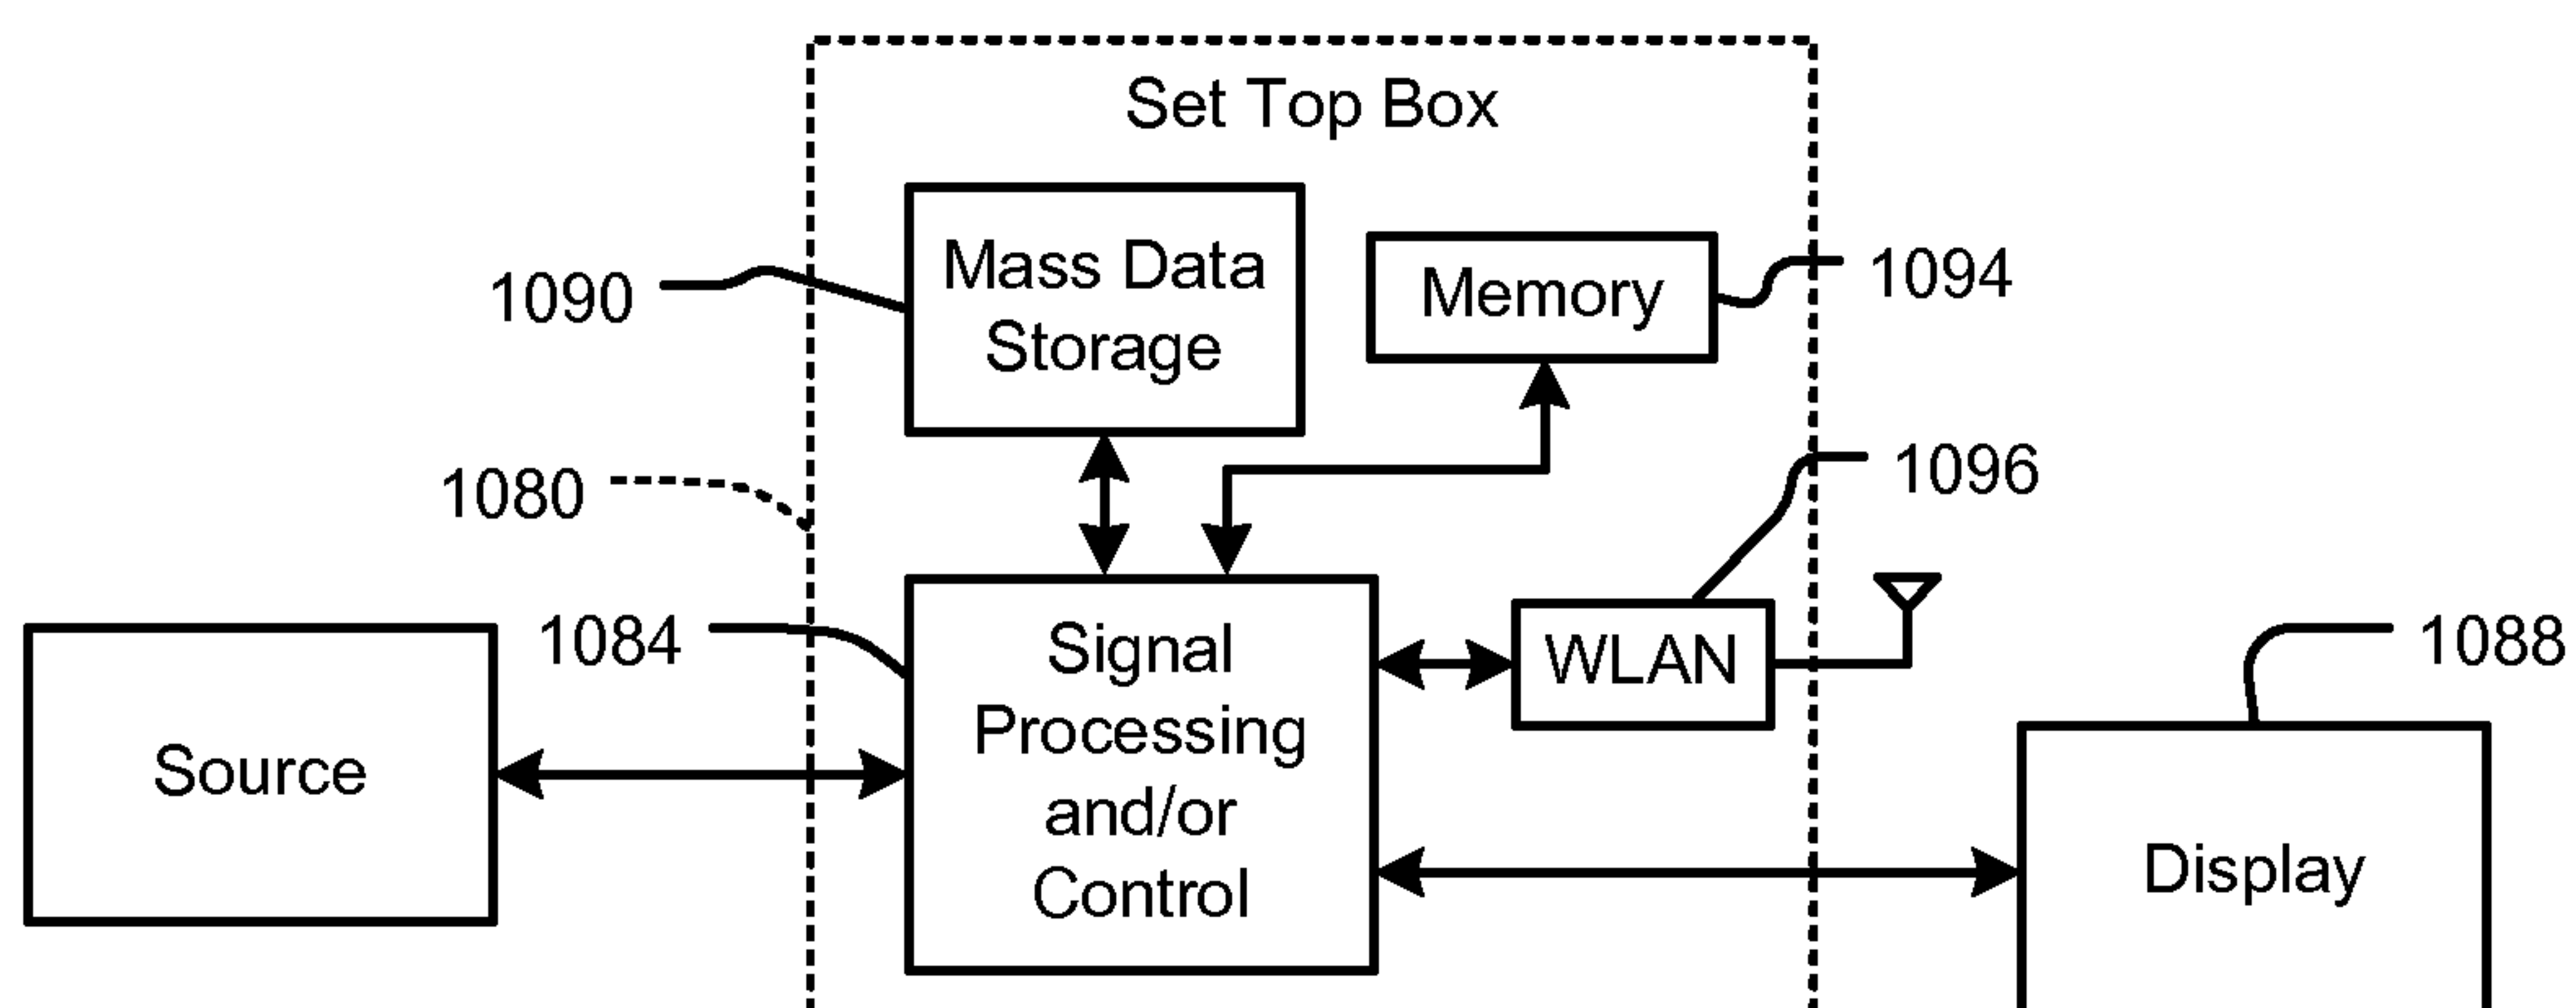 Set Top Box
Mass Data
Storage
Memory
1090
1094
1080
1096
1084
Signal
Processing
and/or
Control
WLAN
1088
Source
Display